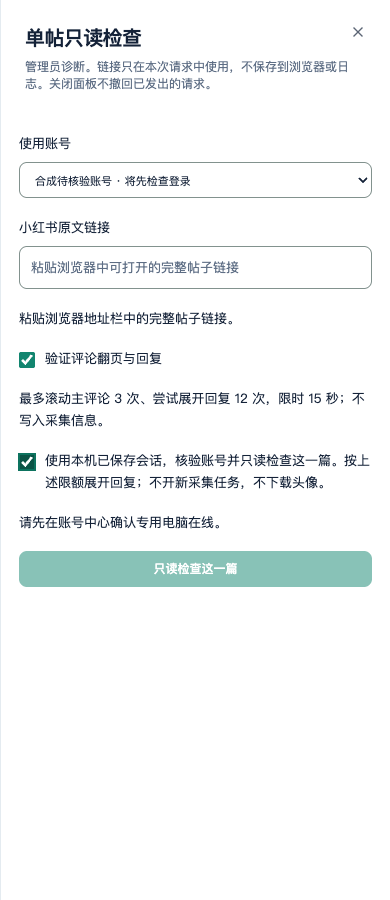 单帖只读检查
管理员诊断。链接只在本次请求中使用，不保存到浏览器或日
志。关闭面板不撤回已发出的请求。
使用账号
合成待核验账号 · 将先检查登录
小红书原文链接
粘贴浏览器中可打开的完整帖子链接
粘贴浏览器地址栏中的完整帖子链接。
验证评论翻页与回复
最多滚动主评论 3 次、尝试展开回复 12 次，限时 15 秒；不
写入采集信息。
使用本机已保存会话，核验账号并只读检查这一篇。按上
述限额展开回复；不开新采集任务，不下载头像。
请先在账号中心确认专用电脑在线。
只读检查这一篇